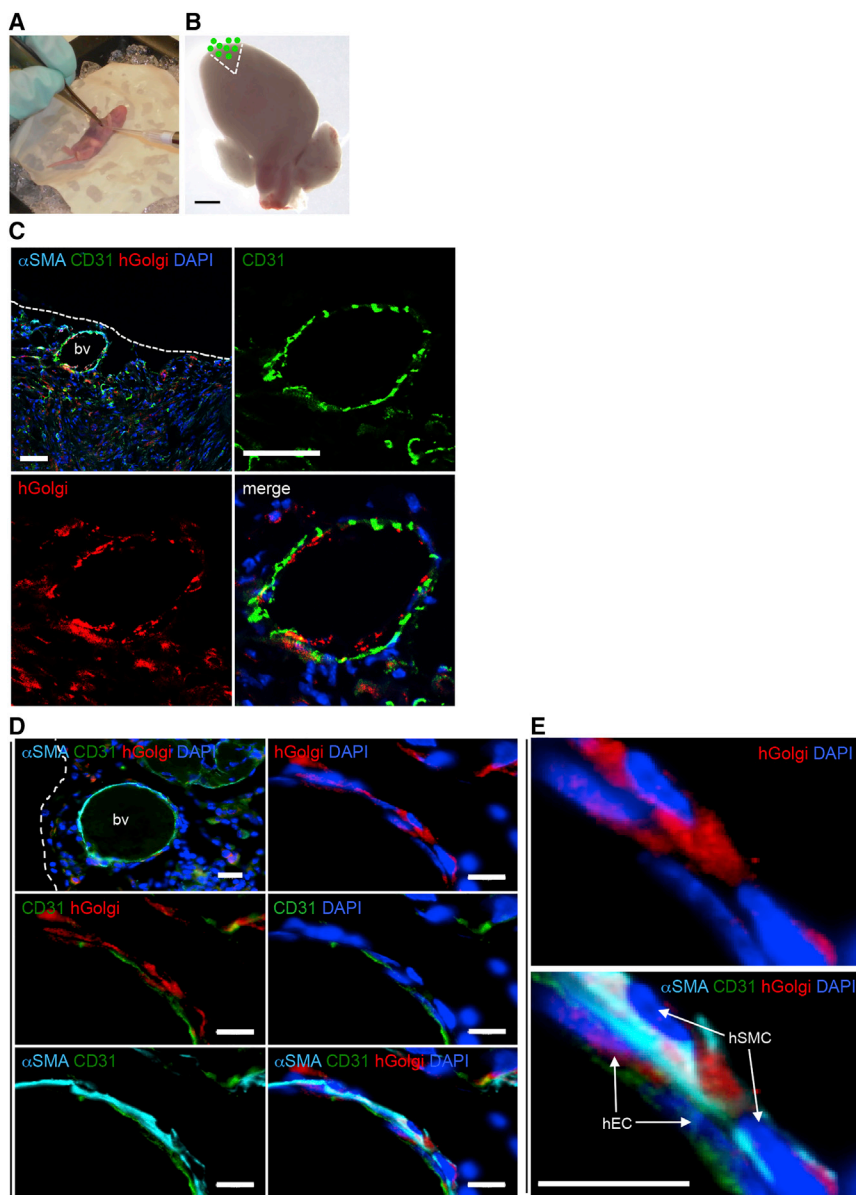 A
B
C
αSMA CD31 hGolgi DAPI
CD31
bv
hGolgi
merge
D
E
αSMA CD31 hGolgi DAPI
hGolgi DAPI
hGolgi DAPI
bv
CD31 hGolgi
CD31 DAPI
αSMA CD31 hGolgi DAPI
hSMC
αSMA CD31
αSMA CD31 hGolgi DAPI
hEC